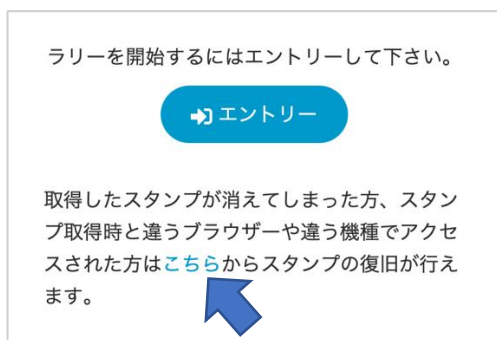 ラリーを開始するにはエントリーして下さい。
エントリー
取得したスタンプが消えてしまった方、スタン
プ取得時と違うブラウザーや違う機種でアクセ
スされた方はこちらからスタンプの復旧が行え
ます。